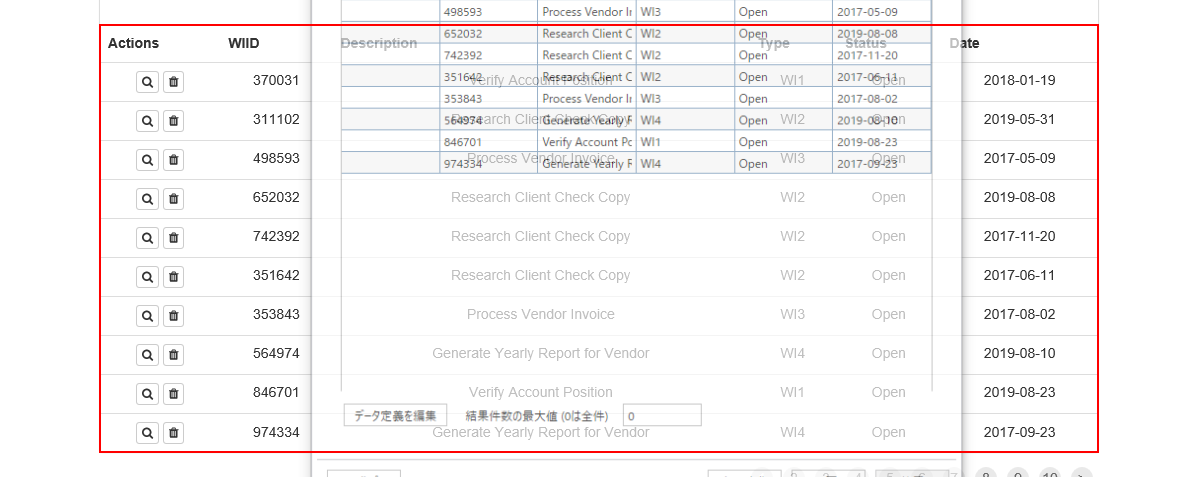 498593 Process Vendor Ir WI3 Open 2017-05-09
Actions WIID Description Type Status Date
652032 Research Client C WI2 Open 2019-08-08
742392 Research Client C WI2 Open 2017-11-20
351642 Research Client C WI2 Open 2017-06-11
370031 Verify Account Position WI1 Open 2018-01-19
353843 Process Vendor Ir WI3 Open 2017-08-02
311102 Research Client Check Copy WI2 Open 2019-05-31
564974 Generate Yearly F WI4 Open 2019-08-10
846701 Verify Account Pc WI1 Open 2019-08-23
498593 Process Vendor Invoice WI3 Open 2017-05-09
974334 Generate Yearly F WI4 Open 2017-09-23
652032 Research Client Check Copy WI2 Open 2019-08-08
742392 Research Client Check Copy WI2 Open 2017-11-20
351642 Research Client Check Copy WI2 Open 2017-06-11
353843 Process Vendor Invoice WI3 Open 2017-08-02
564974 Generate Yearly Report for Vendor WI4 Open 2019-08-10
846701 Verify Account Position WI1 Open 2019-08-23
データ定義を編集 結果件数の最大値 (0は全件) 0
974334 Generate Yearly Report for Vendor WI4 Open 2017-09-23